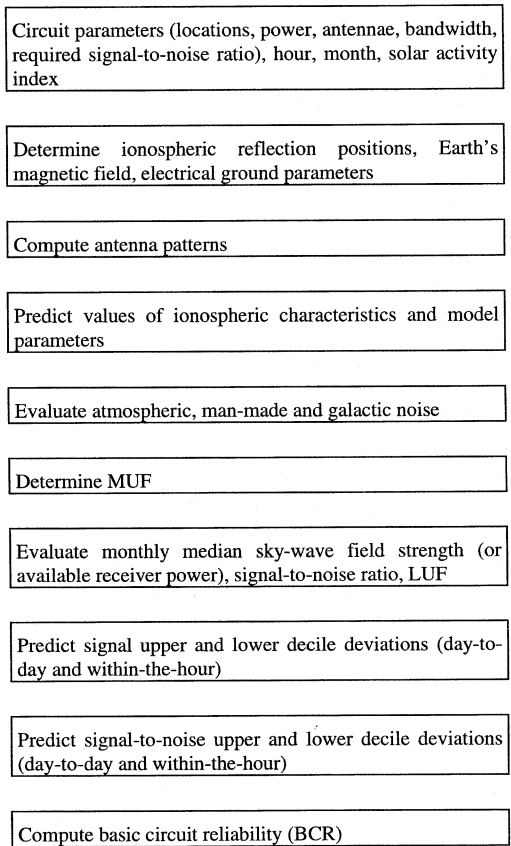 Circuit parameters (locations, power, antennae, bandwidth,
required signal-to-noise ratio), hour, month, solar activity
index
Determine ionospheric reflection positions, Earth's
magnetic field, electrical ground parameters
Compute antenna patterns
Predict values of ionospheric characteristics and model
parameters
Evaluate atmospheric, man-made and galactic noise
Determine MUF
Evaluate monthly median sky-wave field strength (or
available receiver power), signal-to-noise ratio, LUF
Predict signal upper and lower decile deviations (day-to-
day and within-the-hour)
Predict signal-to-noise upper and lower decile deviations
(day-to-day and within-the-hour)
Compute basic circuit reliability (BCR)